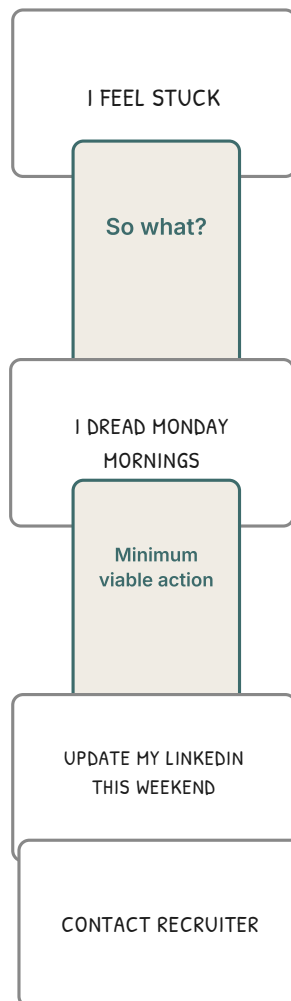 I FEEL STUCK
So what?
I DREAD MONDAY
MORNINGS
Minimum
viable action
UPDATE MY LINKEDIN
THIS WEEKEND
CONTACT RECRUITER